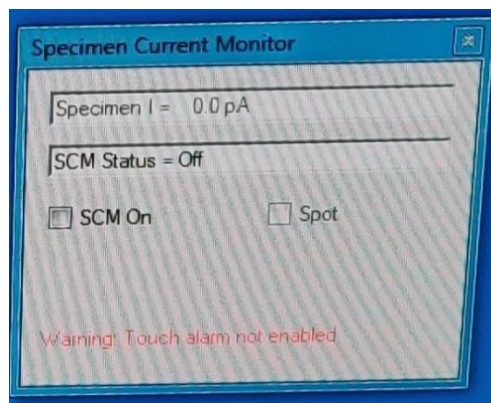 Specimen Current Monitor
Specimen I = 0.0 pA
SCM Status = Off
SCM On Spot
Warning: Touch alarm not enabled